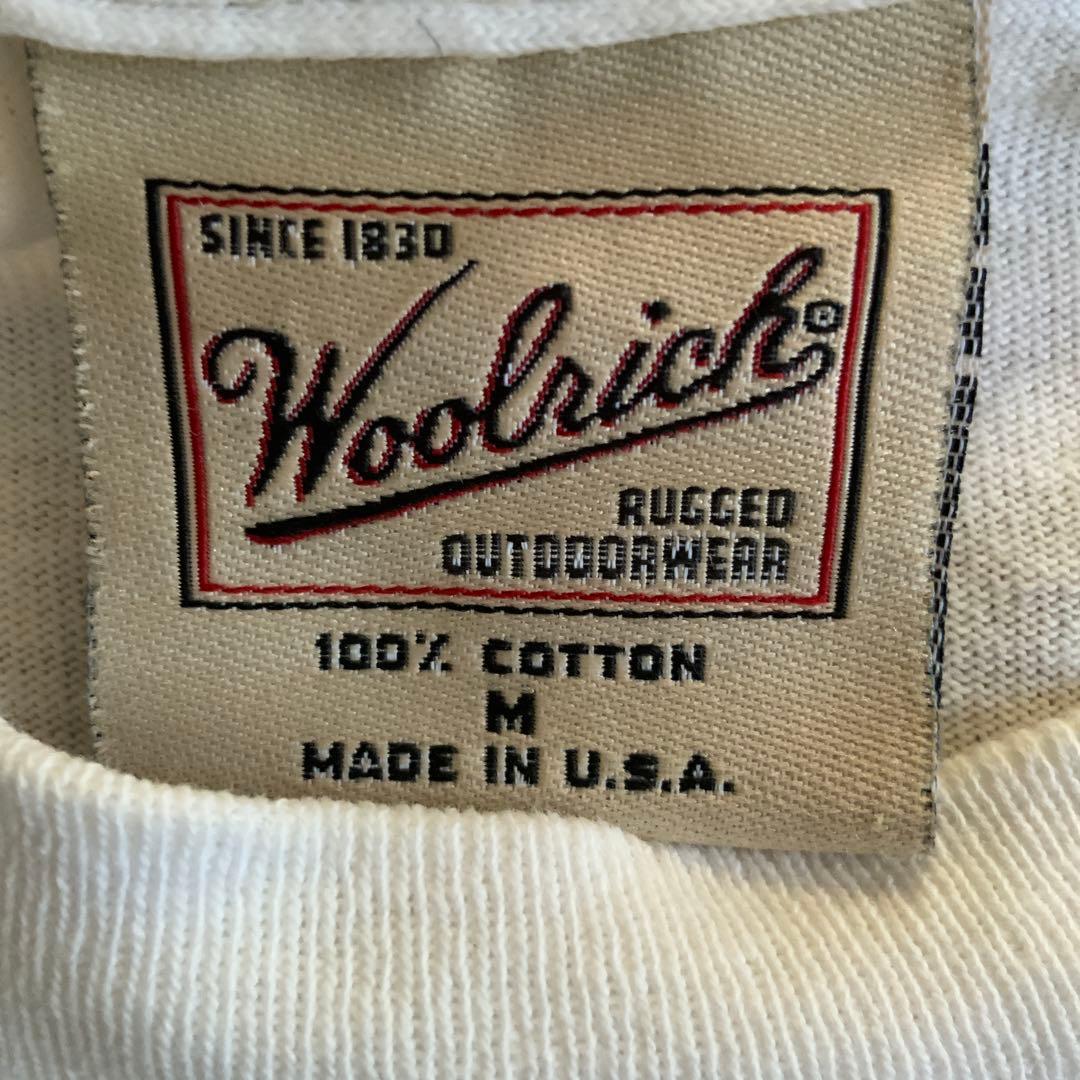 SINCE 1830
Woolrich®
RUGGED
OUTDOORWEAR
100% COTTON
M
MADE IN U.S.A.